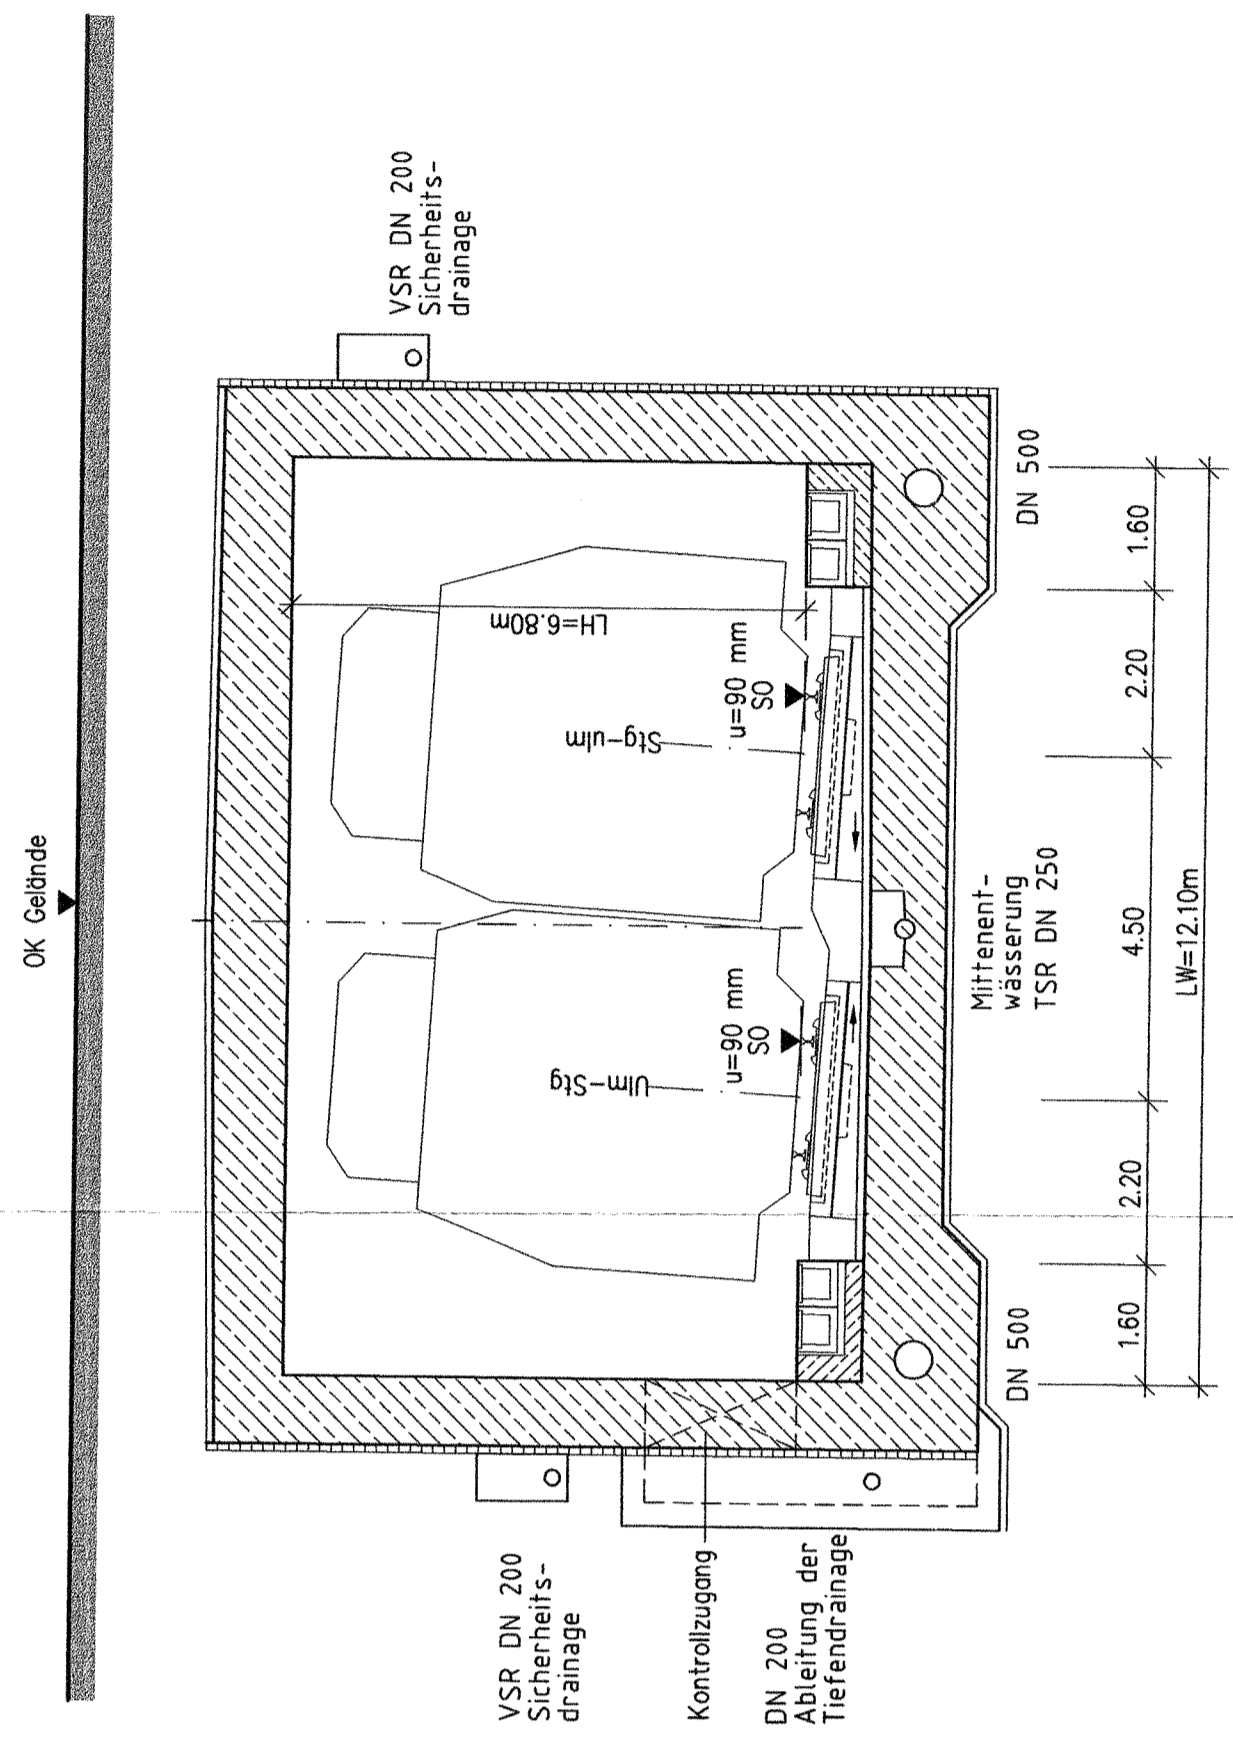 OK Gelände
VSR DN 200
Sicherheits-
drainage
VSR DN 200
Sicherheits-
drainage
LH=6.80m
Ulm-Stg
Stg-ulm
u=90 mm
SO
u=90 mm
SO
Kontrollzugang
DN 200
Ableitung der
Tiefendrainage
DN 500
Mittenent-
wässerung
TSR DN 250
DN 500
1.60
2.20
4.50
2.20
1.60
LW=12.10m